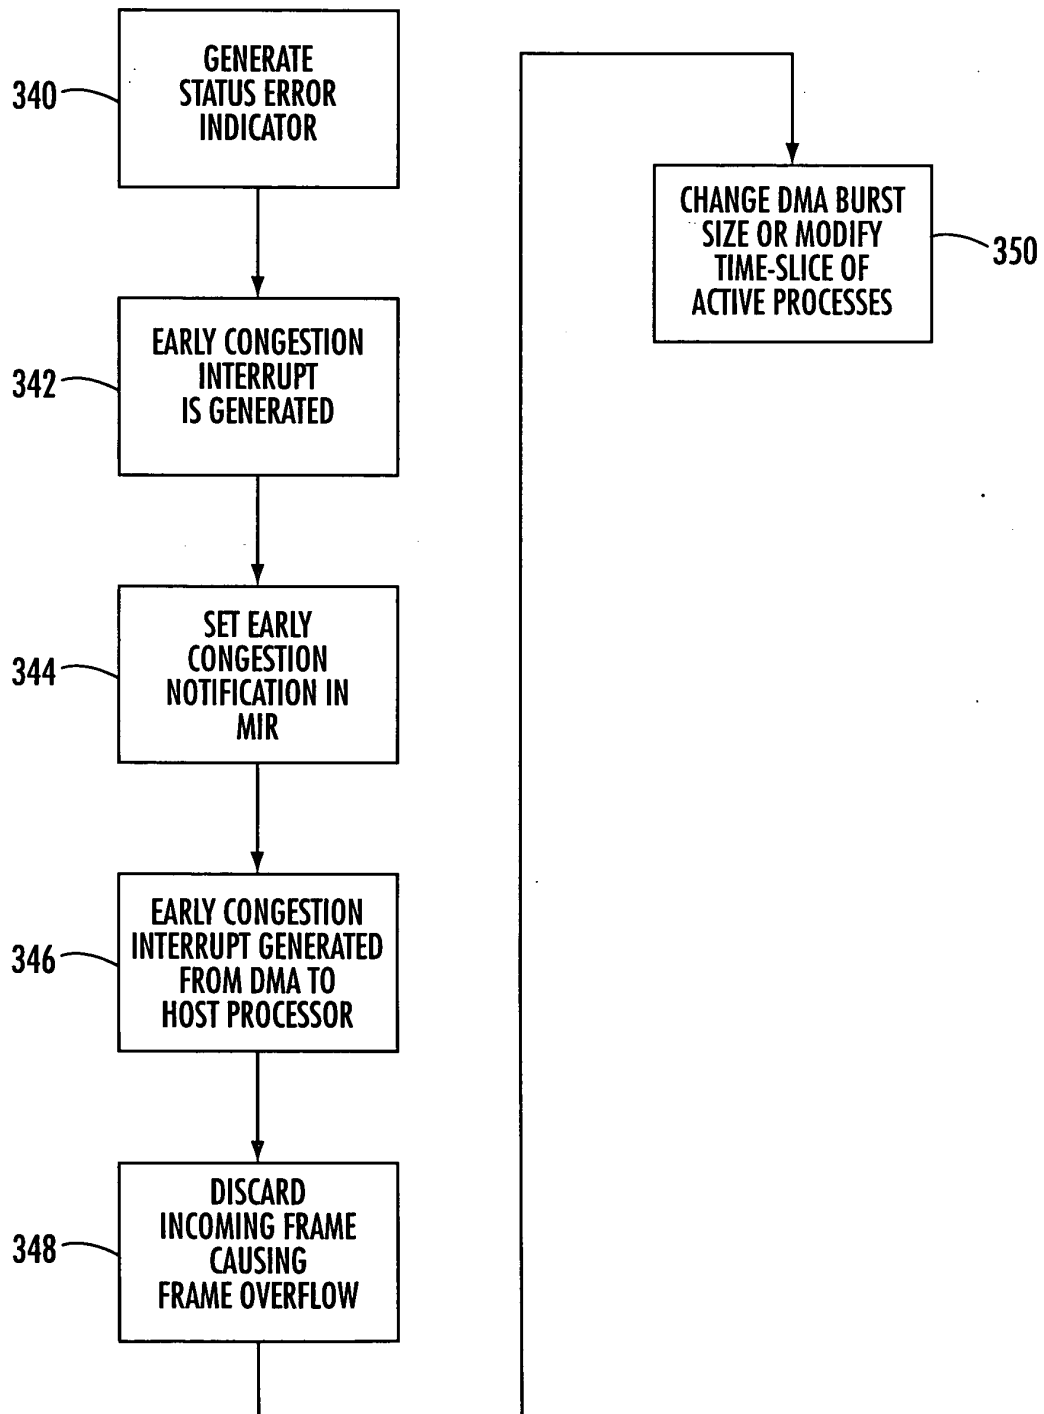 340
GENERATE
STATUS ERROR
INDICATOR
342
EARLY CONGESTION
INTERRUPT
IS GENERATED
344
SET EARLY
CONGESTION
NOTIFICATION IN
MIR
346
EARLY CONGESTION
INTERRUPT GENERATED
FROM DMA TO
HOST PROCESSOR
348
DISCARD
INCOMING FRAME
CAUSING
FRAME OVERFLOW
CHANGE DMA BURST
SIZE OR MODIFY
TIME-SLICE OF
ACTIVE PROCESSES
350